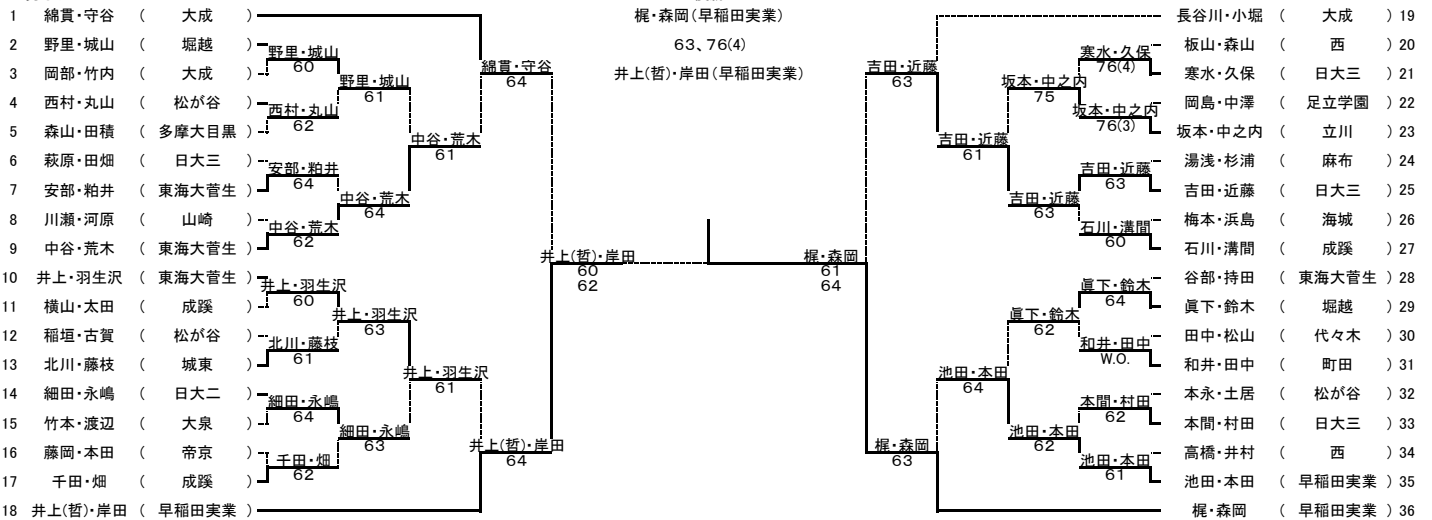 1 綿貫・守谷 ( 大成 )
2 野里・城山 ( 堀越 )
3 岡部・竹内 ( 大成 )
4 西村・丸山 ( 松が谷 )
5 森山・田積 ( 多摩大目黒 )
6 萩原・田畑 ( 日大三 )
7 安部・粕井 ( 東海大菅生 )
8 川瀬・河原 ( 山崎 )
9 中谷・荒木 ( 東海大菅生 )
10 井上・羽生沢 ( 東海大菅生 )
11 横山・太田 ( 成蹊 )
12 稲垣・古賀 ( 松が谷 )
13 北川・藤枝 ( 城東 )
14 細田・永嶋 ( 日大二 )
15 竹本・渡辺 ( 大泉 )
16 藤岡・本田 ( 帝京 )
17 千田・畑 ( 成蹊 )
18 井上(哲)・岸田 ( 早稲田実業 )
野里・城山
60
西村・丸山
62
安部・粕井
64
中谷・荒木
62
井上・羽生沢
60
北川・藤枝
61
細田・永嶋
64
千田・畑
62
野里・城山
61
中谷・荒木
64
井上・羽生沢
63
細田・永嶋
63
中谷・荒木
61
井上・羽生沢
61
綿貫・守谷
64
井上(哲)・岸田
64
井上(哲)・岸田
60
62
梶・森岡(早稲田実業)
63、76(4)
井上(哲)・岸田(早稲田実業)
梶・森岡
61
64
吉田・近藤
63
梶・森岡
63
吉田・近藤
61
池田・本田
64
坂本・中之内
75
吉田・近藤
63
眞下・鈴木
62
池田・本田
62
寒水・久保
76(4)
坂本・中之内
76(3)
吉田・近藤
63
石川・溝間
60
眞下・鈴木
64
和井・田中
W.O.
本間・村田
62
池田・本田
61
長谷川・小堀 ( 大成 ) 19
板山・森山 ( 西 ) 20
寒水・久保 ( 日大三 ) 21
岡島・中澤 ( 足立学園 ) 22
坂本・中之内 ( 立川 ) 23
湯浅・杉浦 ( 麻布 ) 24
吉田・近藤 ( 日大三 ) 25
梅本・浜島 ( 海城 ) 26
石川・溝間 ( 成蹊 ) 27
谷部・持田 ( 東海大菅生 ) 28
眞下・鈴木 ( 堀越 ) 29
田中・松山 ( 代々木 ) 30
和井・田中 ( 町田 ) 31
本永・土居 ( 松が谷 ) 32
本間・村田 ( 日大三 ) 33
高橋・井村 ( 西 ) 34
池田・本田 ( 早稲田実業 ) 35
梶・森岡 ( 早稲田実業 ) 36